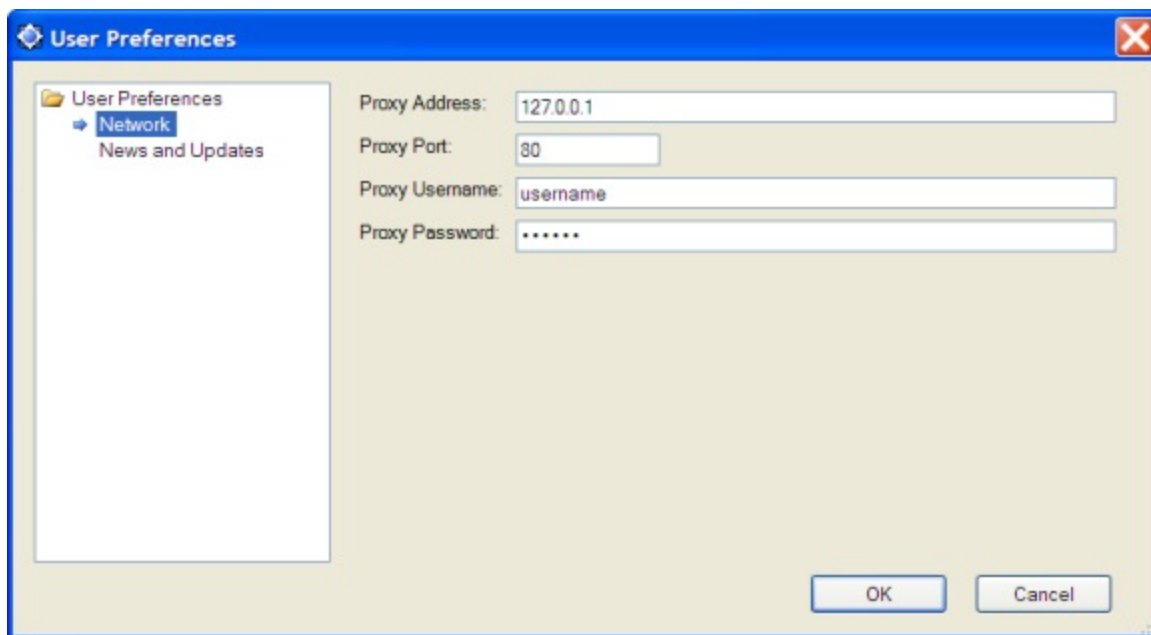 User Preferences
User Preferences
Network
News and Updates
Proxy Address: 127.0.0.1
Proxy Port: 80
Proxy Username: username
Proxy Password: ••••••
OK Cancel